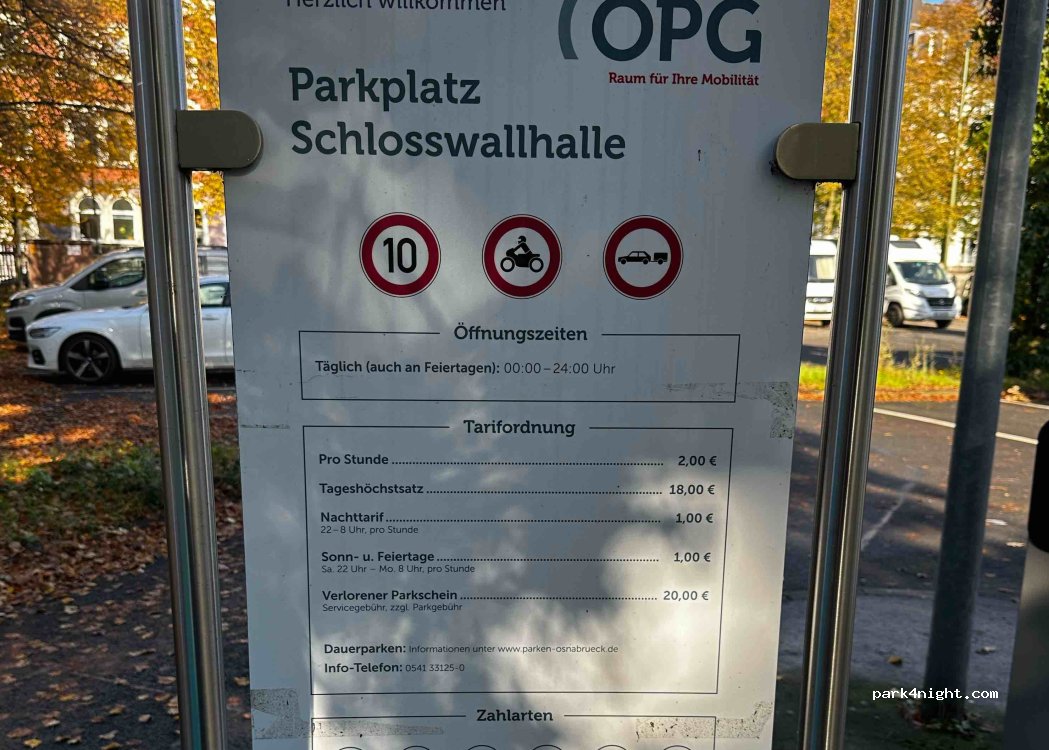 Herzlich willkommen
OPG
Raum für Ihre Mobilität
Parkplatz
Schlosswallhalle
10
Öffnungszeiten
Täglich (auch an Feiertagen): 00:00 – 24:00 Uhr
Tarifordnung
Pro Stunde 2,00 €
Tageshöchstsatz 18,00 €
Nachttarif 1,00 €
22 – 8 Uhr, pro Stunde
Sonn- u. Feiertage 1,00 €
Sa. 22 Uhr – Mo. 8 Uhr, pro Stunde
Verlorener Parkschein 20,00 €
Servicegebühr, zzgl. Parkgebühr
Dauerparken: Informationen unter www.parken-osnabrueck.de
Info-Telefon: 0541 33125-0
Zahlarten
park4night.com